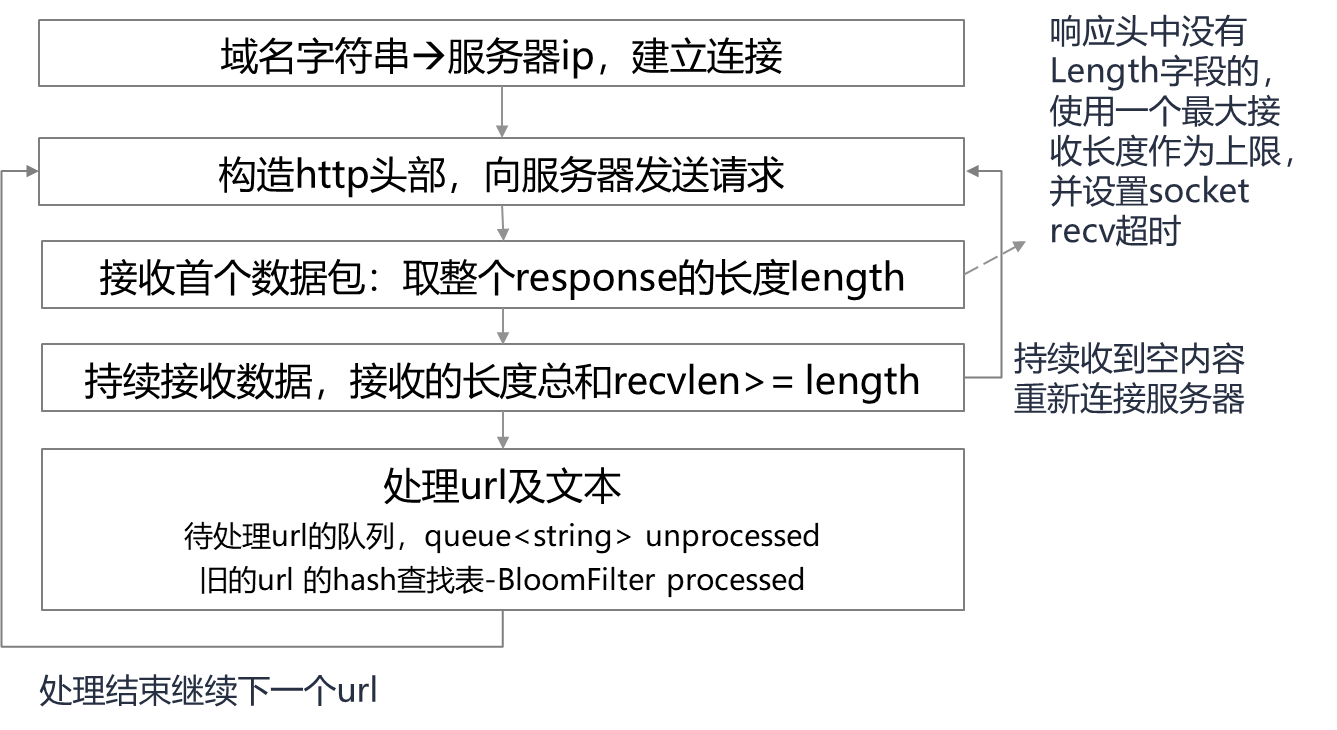 域名字符串→服务器ip，建立连接
构造http头部，向服务器发送请求
接收首个数据包：取整个response的长度length
持续接收数据，接收的长度总和recvlen>= length
处理url及文本
待处理url的队列，queue<string> unprocessed
旧的url 的hash查找表-BloomFilter processed
处理结束继续下一个url
响应头中没有
Length字段的，
使用一个最大接
收长度作为上限，
并设置socket
recv超时
持续收到空内容
重新连接服务器